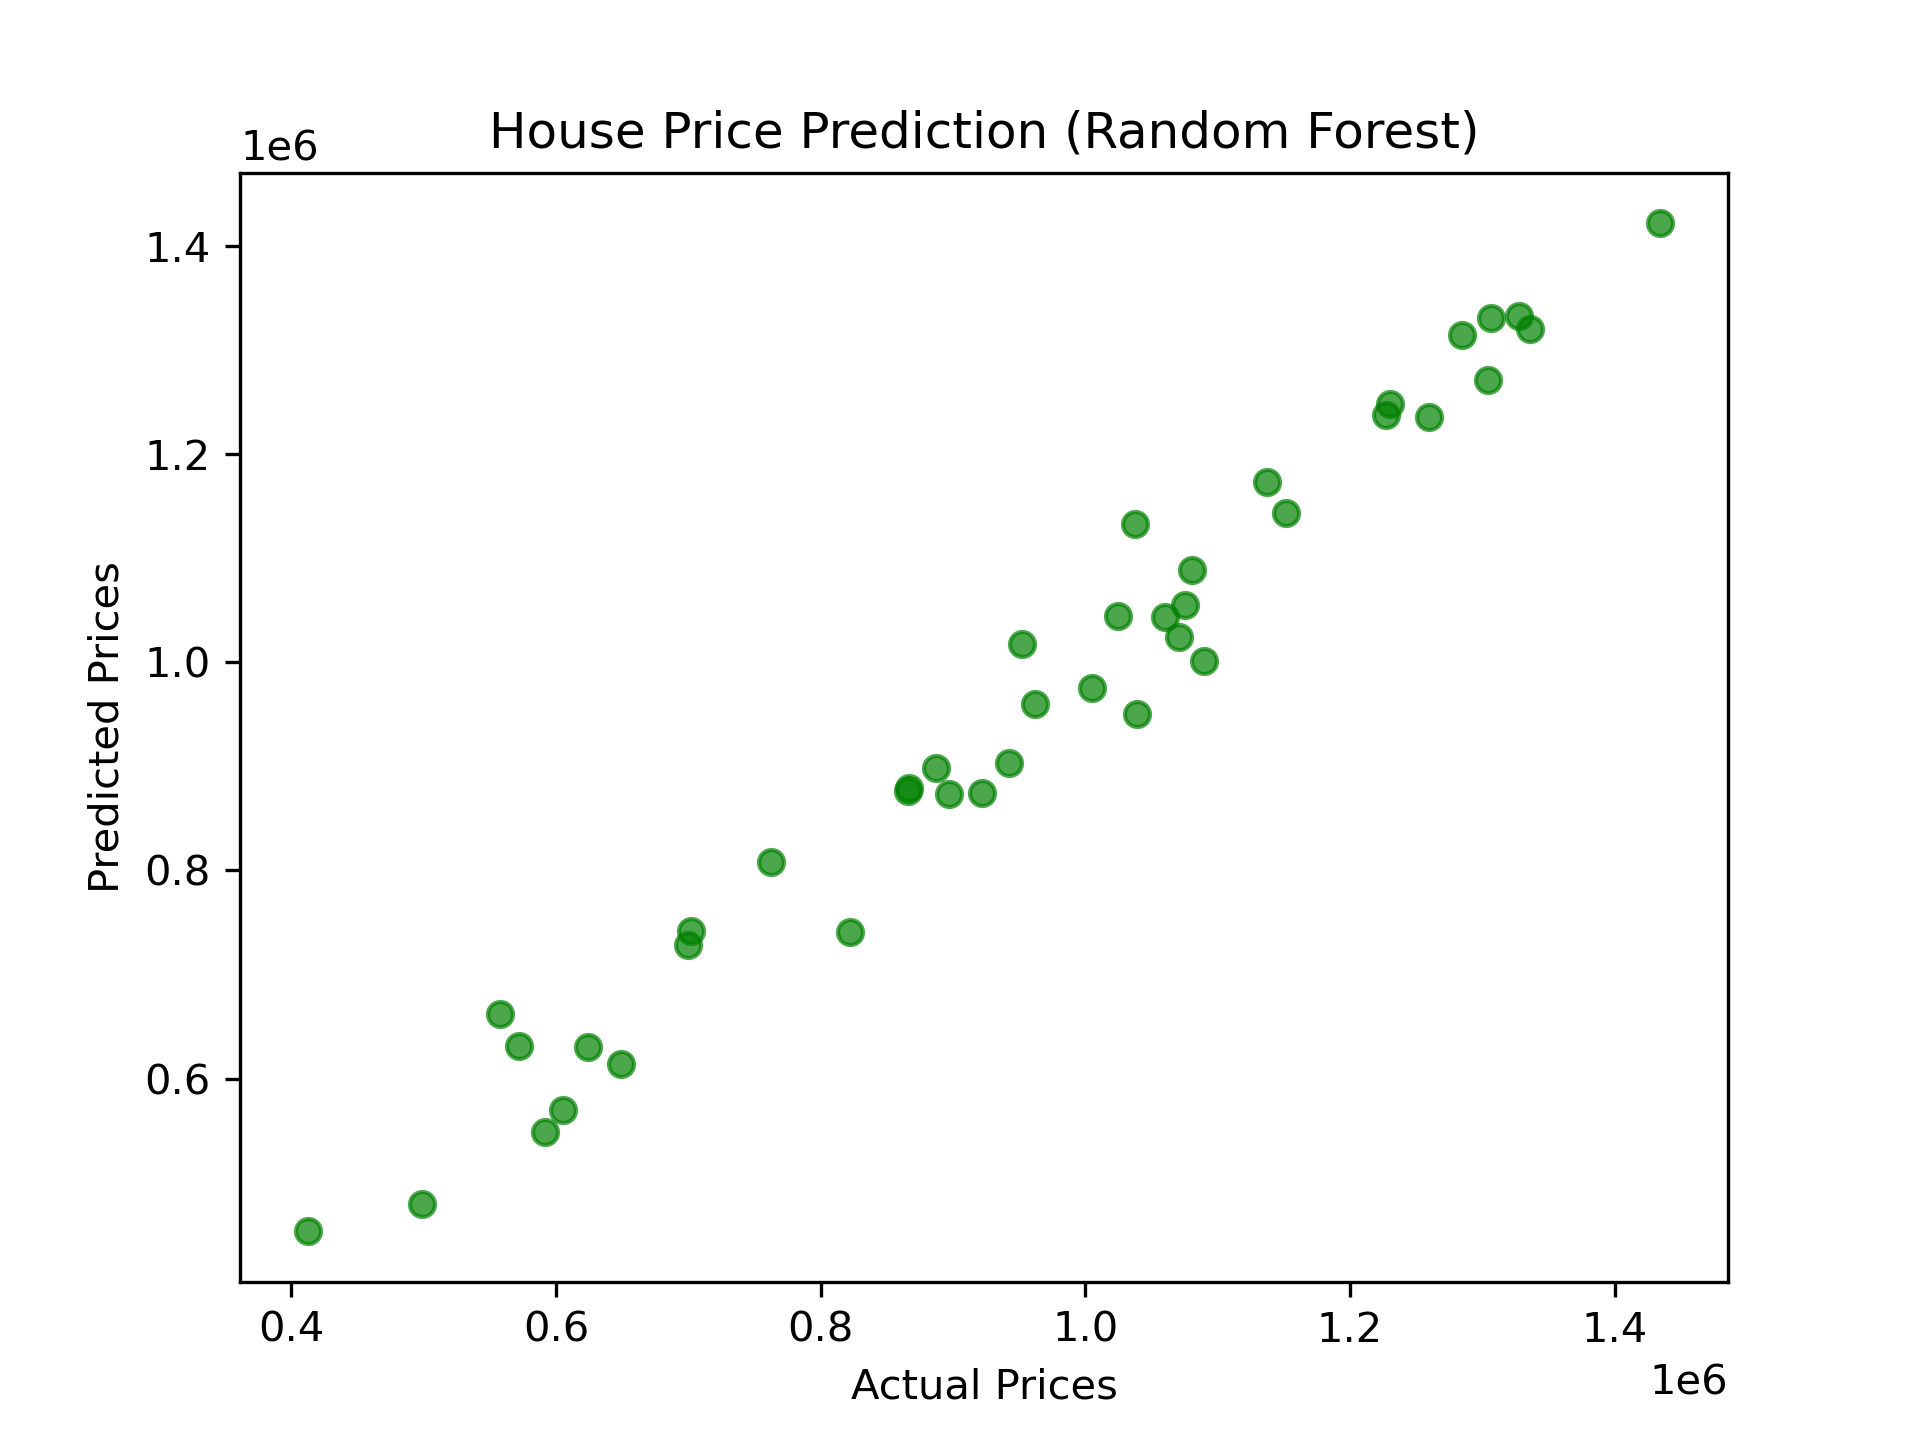 House Price Prediction (Random Forest)
1e6
1.4
1.2
1.0
0.8
0.6
Predicted Prices
0.4 0.6 0.8 1.0 1.2 1.4
Actual Prices
1e6